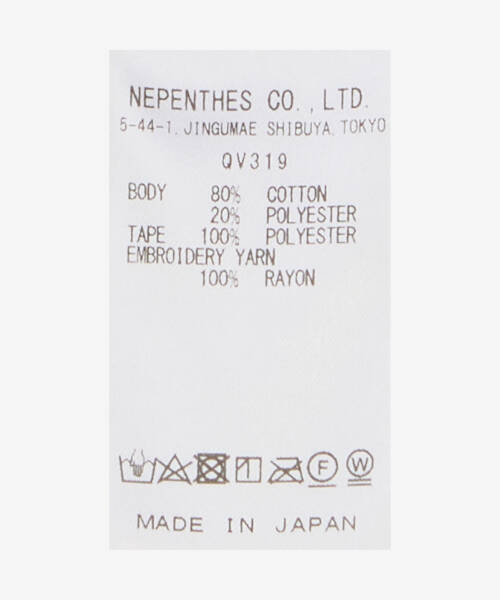 NEPENTHES CO.,LTD.
5-44-1, JINGUMAE SHIBUYA, TOKYO
QV319
BODY 80% COTTON
20% POLYESTER
TAPE 100% POLYESTER
EMBROIDERY YARN
100% RAYON
F W
MADE IN JAPAN